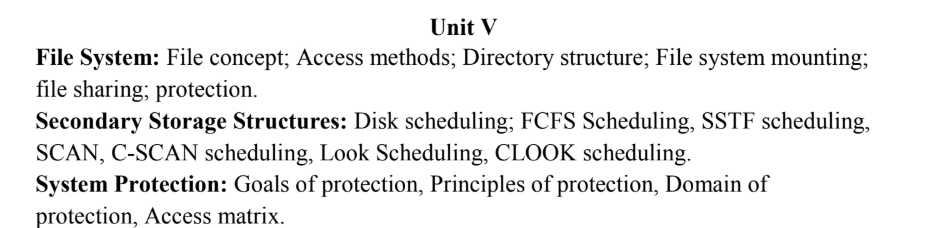 Unit V
File System: File concept; Access methods; Directory structure; File system mounting;
file sharing; protection.
Secondary Storage Structures: Disk scheduling; FCFS Scheduling, SSTF scheduling,
SCAN, C-SCAN scheduling, Look Scheduling, CLOOK scheduling.
System Protection: Goals of protection, Principles of protection, Domain of
protection, Access matrix.